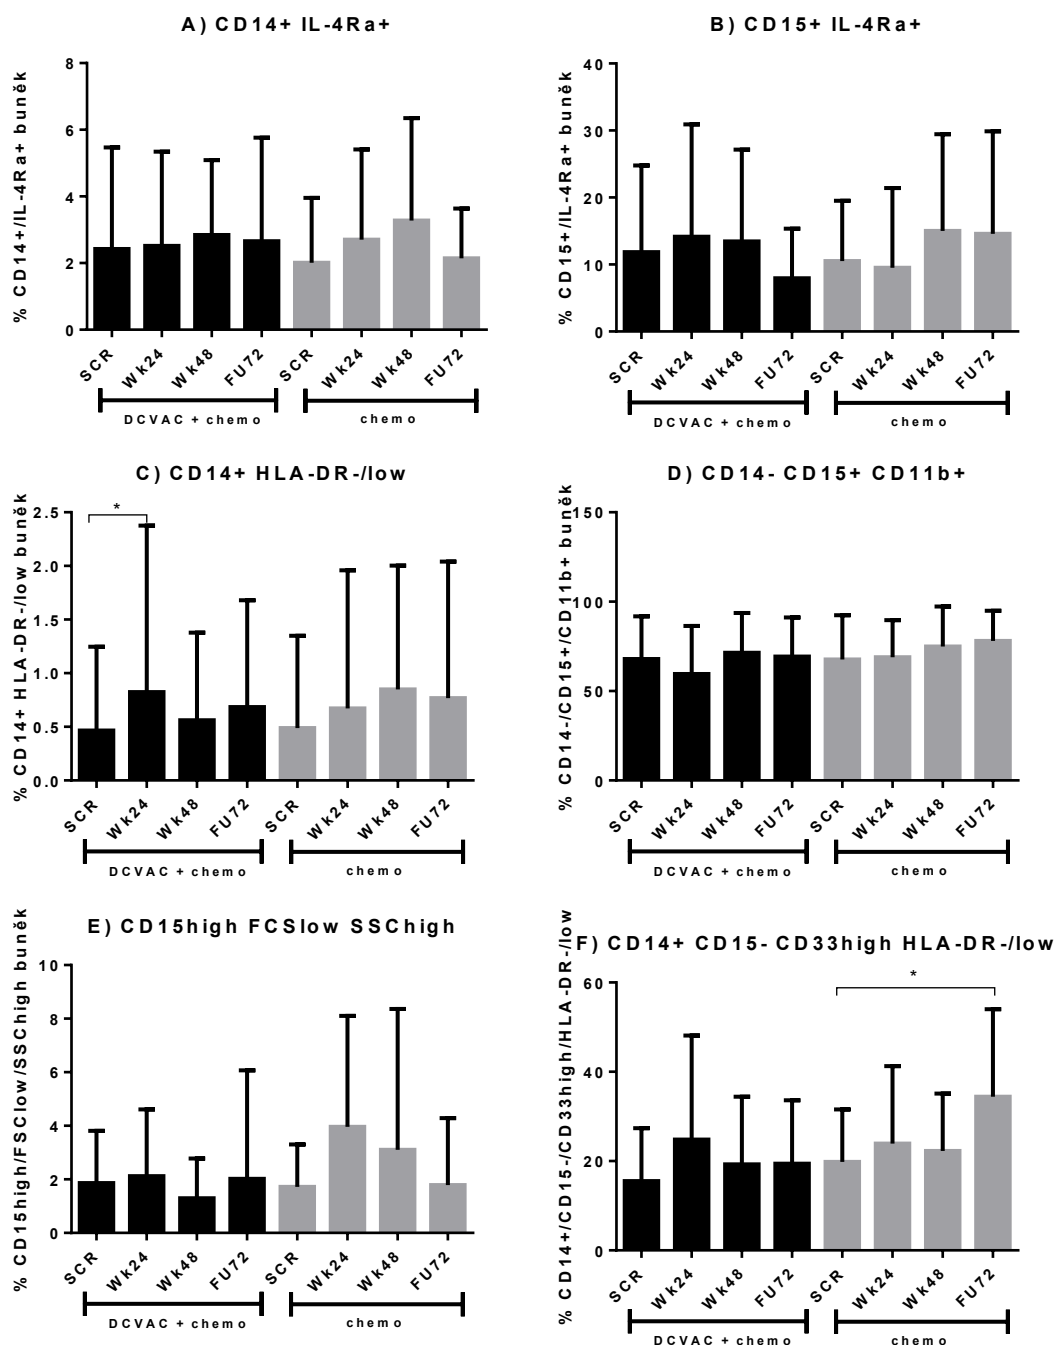 A) CD14+ IL-4Ra+
% CD14+/IL-4Ra+ buněk
8
6
4
2
0
SCR Wk24 Wk48 FU72 SCR Wk24 Wk48 FU72
DCVAC + chemo chemo
B) CD15+ IL-4Ra+
% CD15+/IL-4Ra+ buněk
40
30
20
10
0
SCR Wk24 Wk48 FU72 SCR Wk24 Wk48 FU72
DCVAC + chemo chemo
C) CD14+ HLA-DR-/low
% CD14+ HLA-DR-/low buněk
2.5
2.0
1.5
1.0
0.5
0.0
*
SCR Wk24 Wk48 FU72 SCR Wk24 Wk48 FU72
DCVAC + chemo chemo
D) CD14- CD15+ CD11b+
% CD14-/CD15+/CD11b+ buněk
150
100
50
0
SCR Wk24 Wk48 FU72 SCR Wk24 Wk48 FU72
DCVAC + chemo chemo
E) CD15high FCSlow SSChigh
% CD15high/FSClow/SSChigh buněk
10
8
6
4
2
0
SCR Wk24 Wk48 FU72 SCR Wk24 Wk48 FU72
DCVAC + chemo chemo
F) CD14+ CD15- CD33high HLA-DR-/low
% CD14+/CD15-/CD33high/HLA-DR-/low
60
40
20
0
*
SCR Wk24 Wk48 FU72 SCR Wk24 Wk48 FU72
DCVAC + chemo chemo